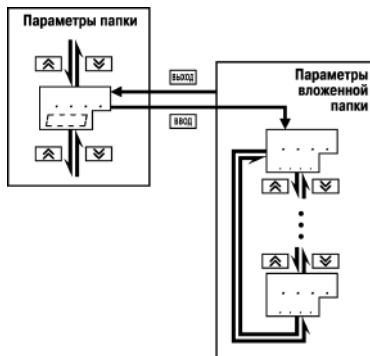 Параметры папки
ВЫХОД
ВВОД
Параметры
вложенной
папки